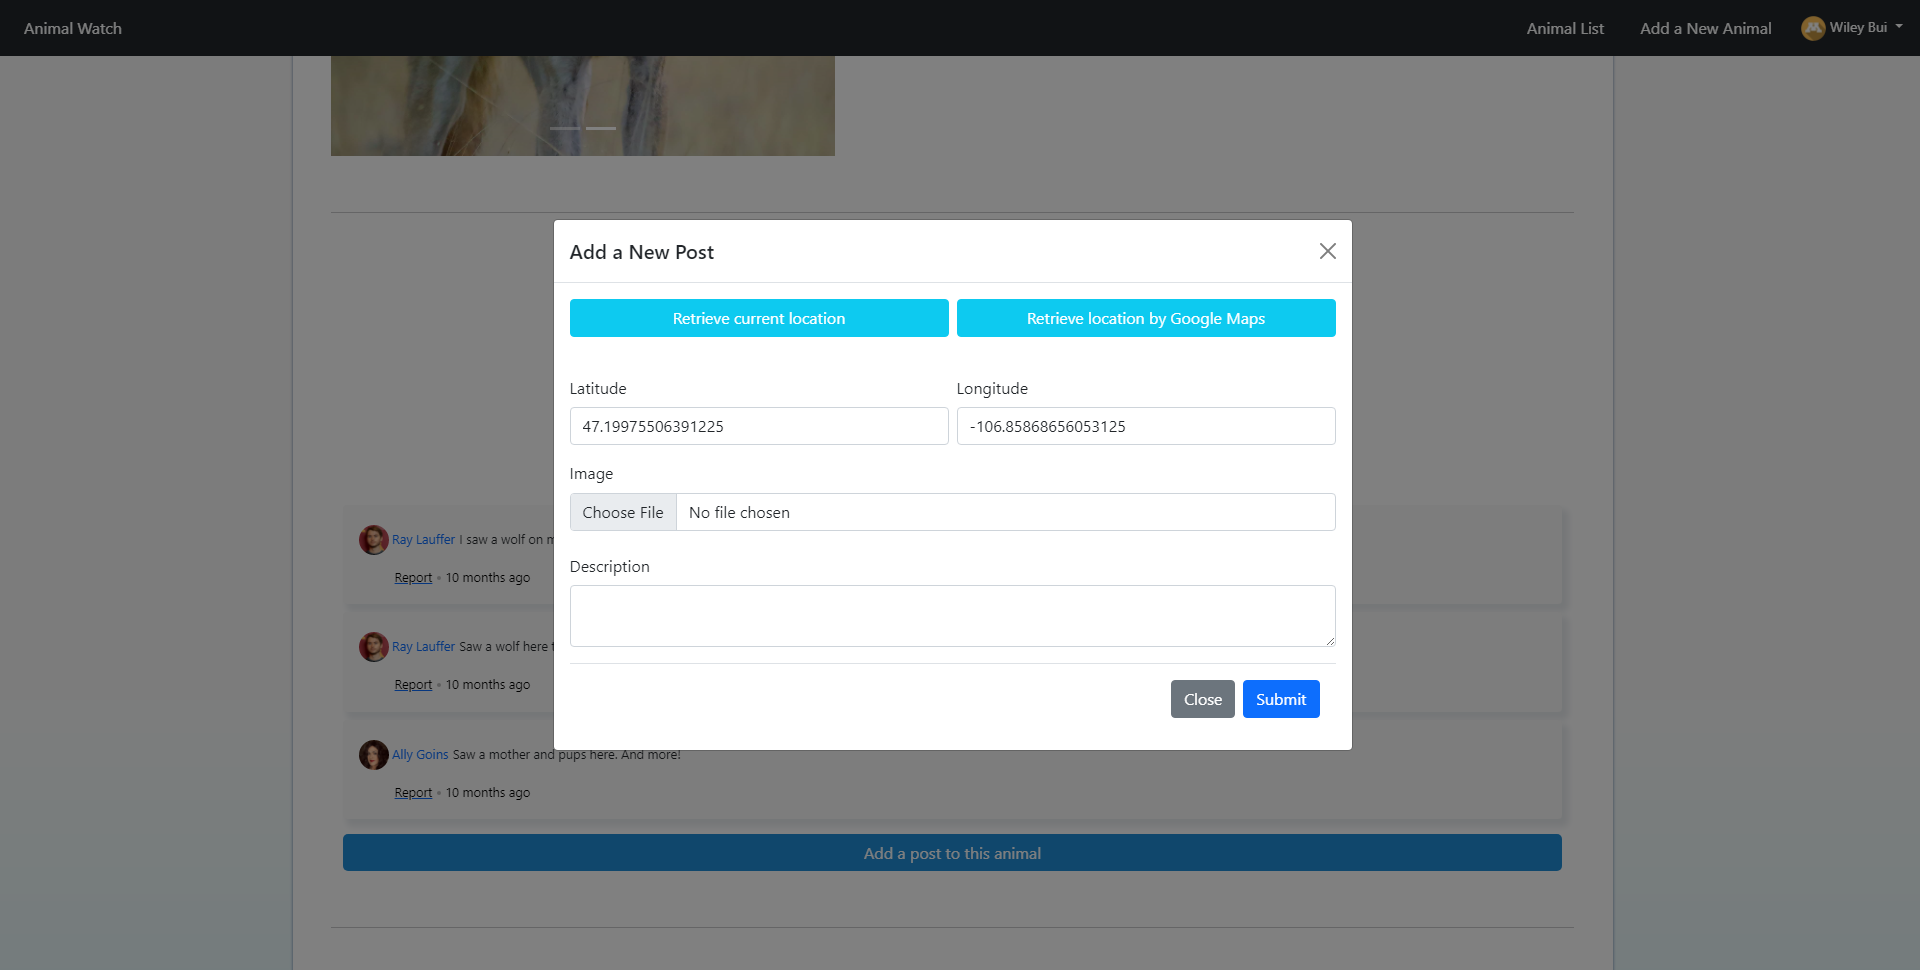 Animal Watch
Animal List
Add a New Animal
Wiley Bui
Add a New Post
Retrieve current location
Retrieve location by Google Maps
Latitude
Longitude
47.19975506391225
-106.85868656053125
Image
Choose File
No file chosen
Description
Close
Submit
Ray Lauffer I saw a wolf on m
Report • 10 months ago
Ray Lauffer Saw a wolf here t
Report • 10 months ago
Ally Goins Saw a mother and pups here. And more!
Report • 10 months ago
Add a post to this animal